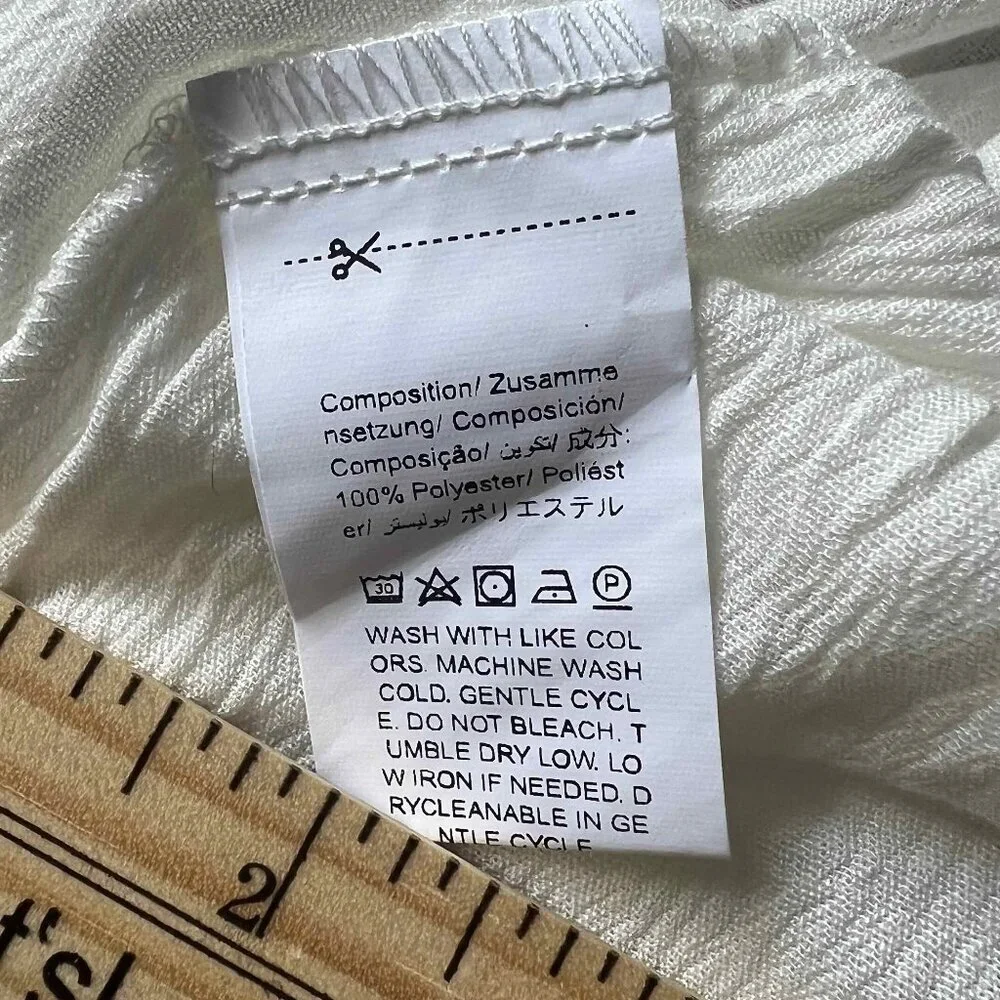 Composition/ Zusamme
nsetzung/ Composición/
Composição/ تكوين/ 成分:
100% Polyester/ Poliést
er/ بوليستر/ ポリエステル
30
P
WASH WITH LIKE COL
ORS. MACHINE WASH
COLD. GENTLE CYCL
E. DO NOT BLEACH. T
UMBLE DRY LOW. LO
W IRON IF NEEDED. D
RYCLEANABLE IN GE
NTLE CYCLE
2
t's!